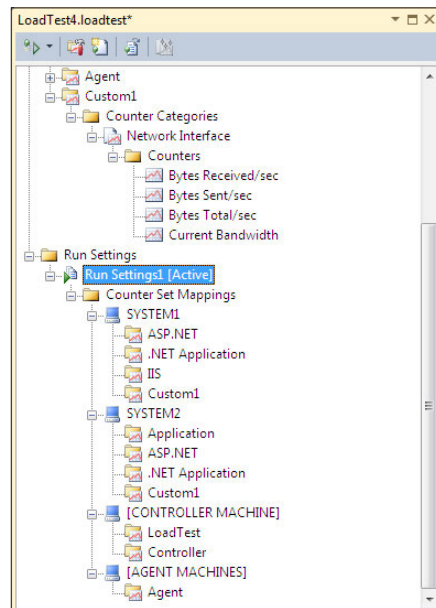 LoadTest4.loadtest*
Agent
Custom1
Counter Categories
Network Interface
Counters
Bytes Received/sec
Bytes Sent/sec
Bytes Total/sec
Current Bandwidth
Run Settings
Run Settings1 [Active]
Counter Set Mappings
SYSTEM1
ASP.NET
.NET Application
IIS
Custom1
SYSTEM2
Application
ASP.NET
.NET Application
Custom1
[CONTROLLER MACHINE]
LoadTest
Controller
[AGENT MACHINES]
Agent